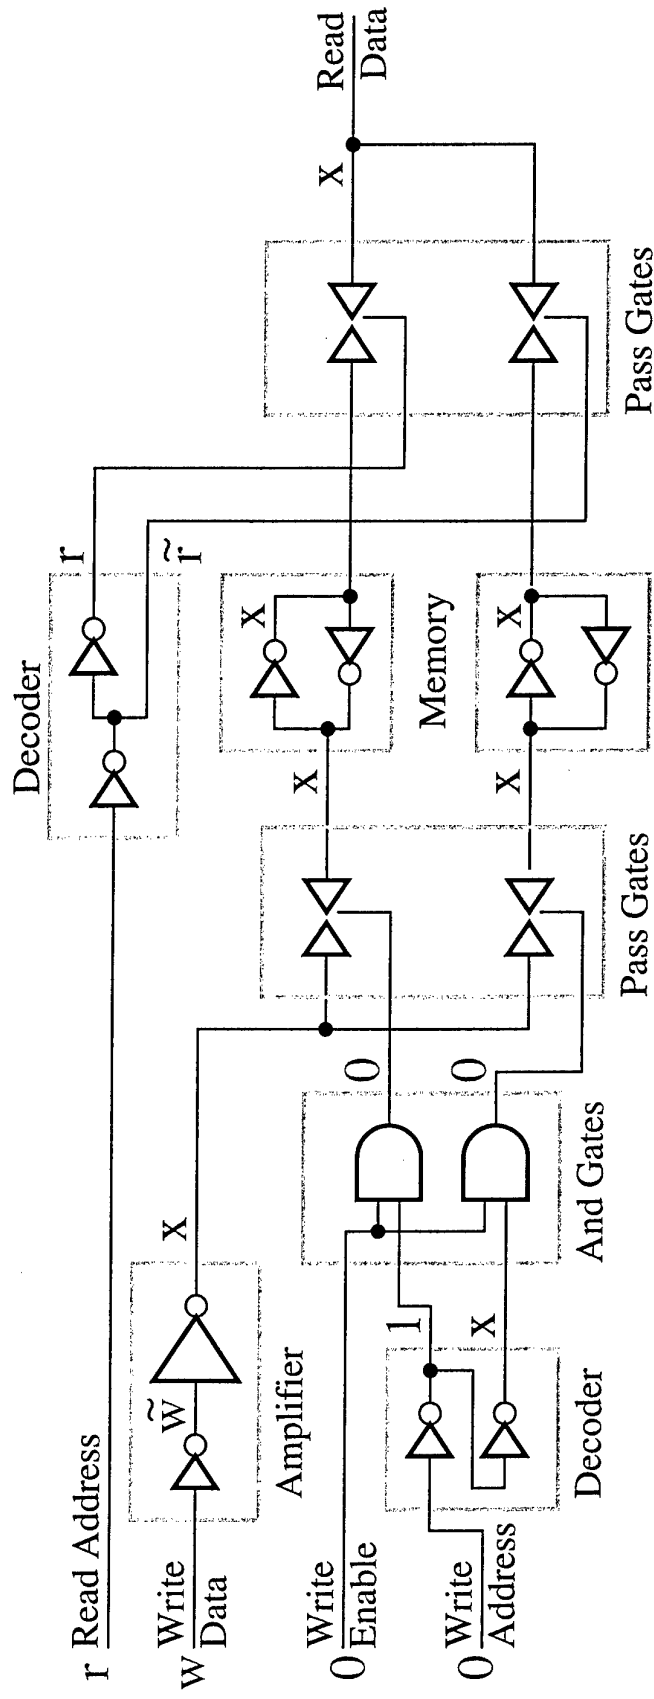 r Read Address
Decoder
r
r̃
w Write
Data
w̃
x
Amplifier
0 Write
Enable
0 Write
Address
1
x
Decoder
0
0
And Gates
Pass Gates
x
x
x
x
Memory
Pass Gates
x
Read
Data